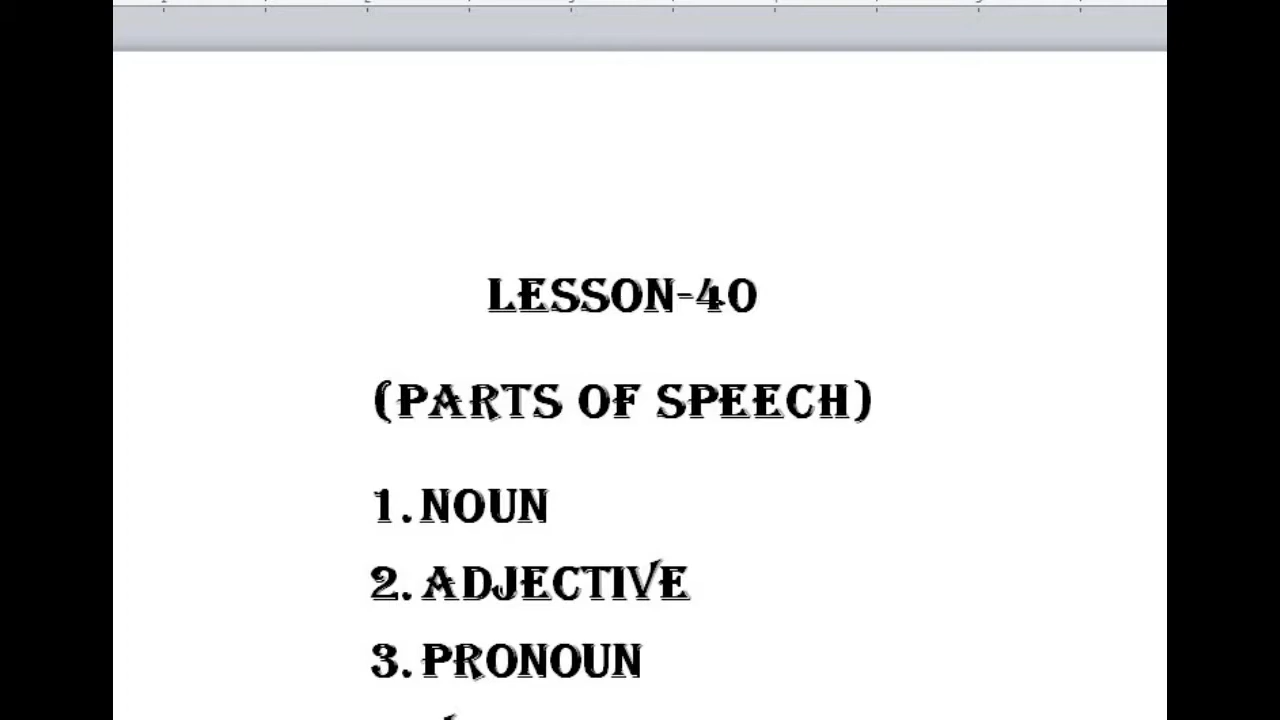 LESSON-40
(PARTS OF SPEECH)
1. NOUN
2. ADJECTIVE
3. PRONOUN